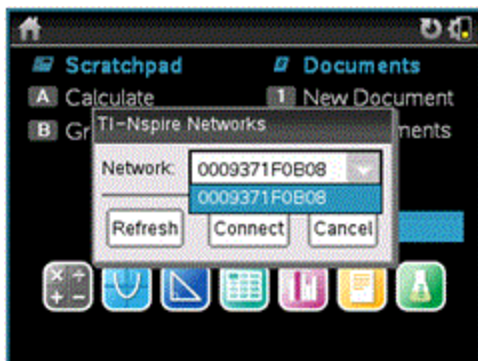 Scratchpad
Documents
A Calculate
1 New Document
B Gr
ments
TI-Nspire Networks
Network: 0009371F0B08
0009371F0B08
Refresh Connect Cancel